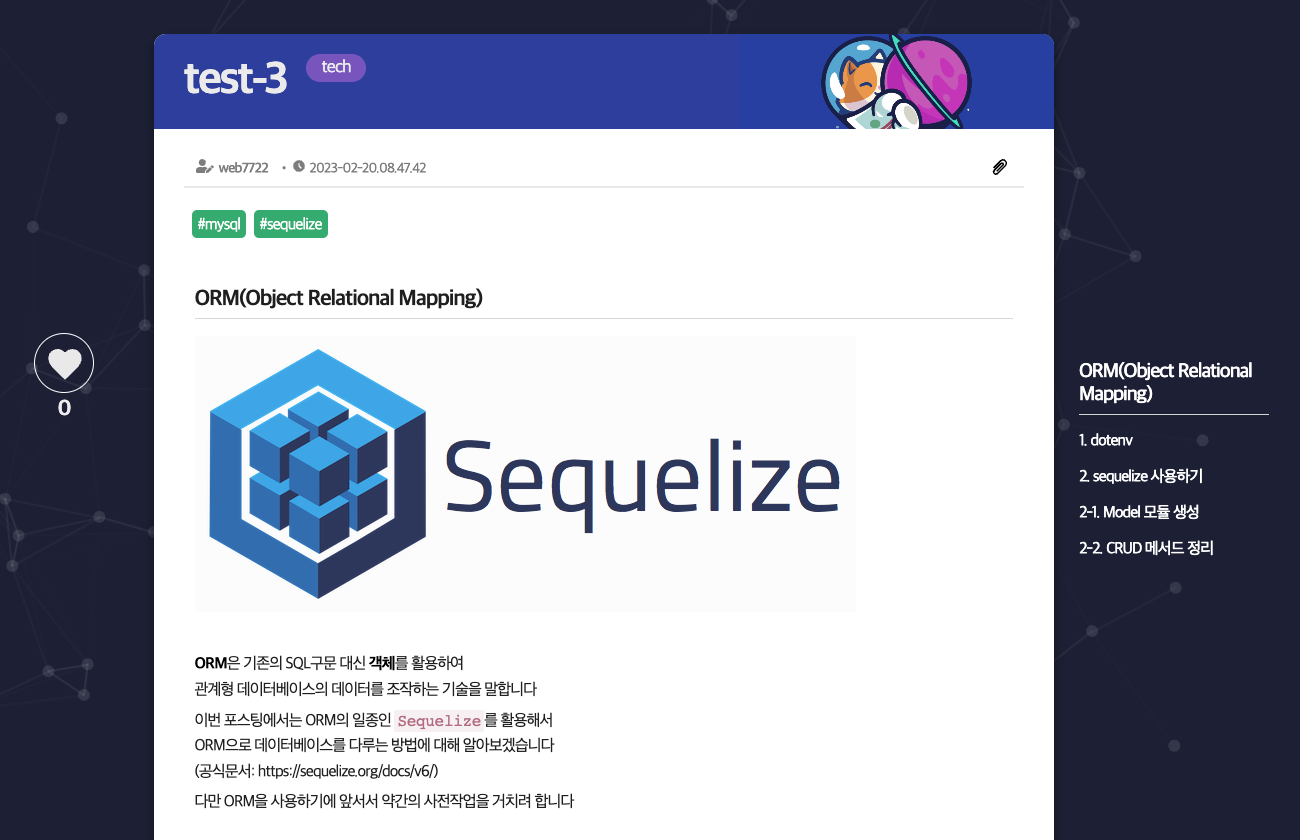 test-3
tech
web7722 • 2023-02-20.08.47.42
#mysql #sequelize
ORM(Object Relational Mapping)
Sequelize
ORM은 기존의 SQL구문 대신 객체를 활용하여
관계형 데이터베이스의 데이터를 조작하는 기술을 말합니다
이번 포스팅에서는 ORM의 일종인 Sequelize를 활용해서
ORM으로 데이터베이스를 다루는 방법에 대해 알아보겠습니다
(공식문서: https://sequelize.org/docs/v6/)
다만 ORM을 사용하기에 앞서서 약간의 사전작업을 거치려 합니다
0
ORM(Object Relational
Mapping)
1. dotenv
2. sequelize 사용하기
2-1. Model 모듈 생성
2-2. CRUD 메서드 정리